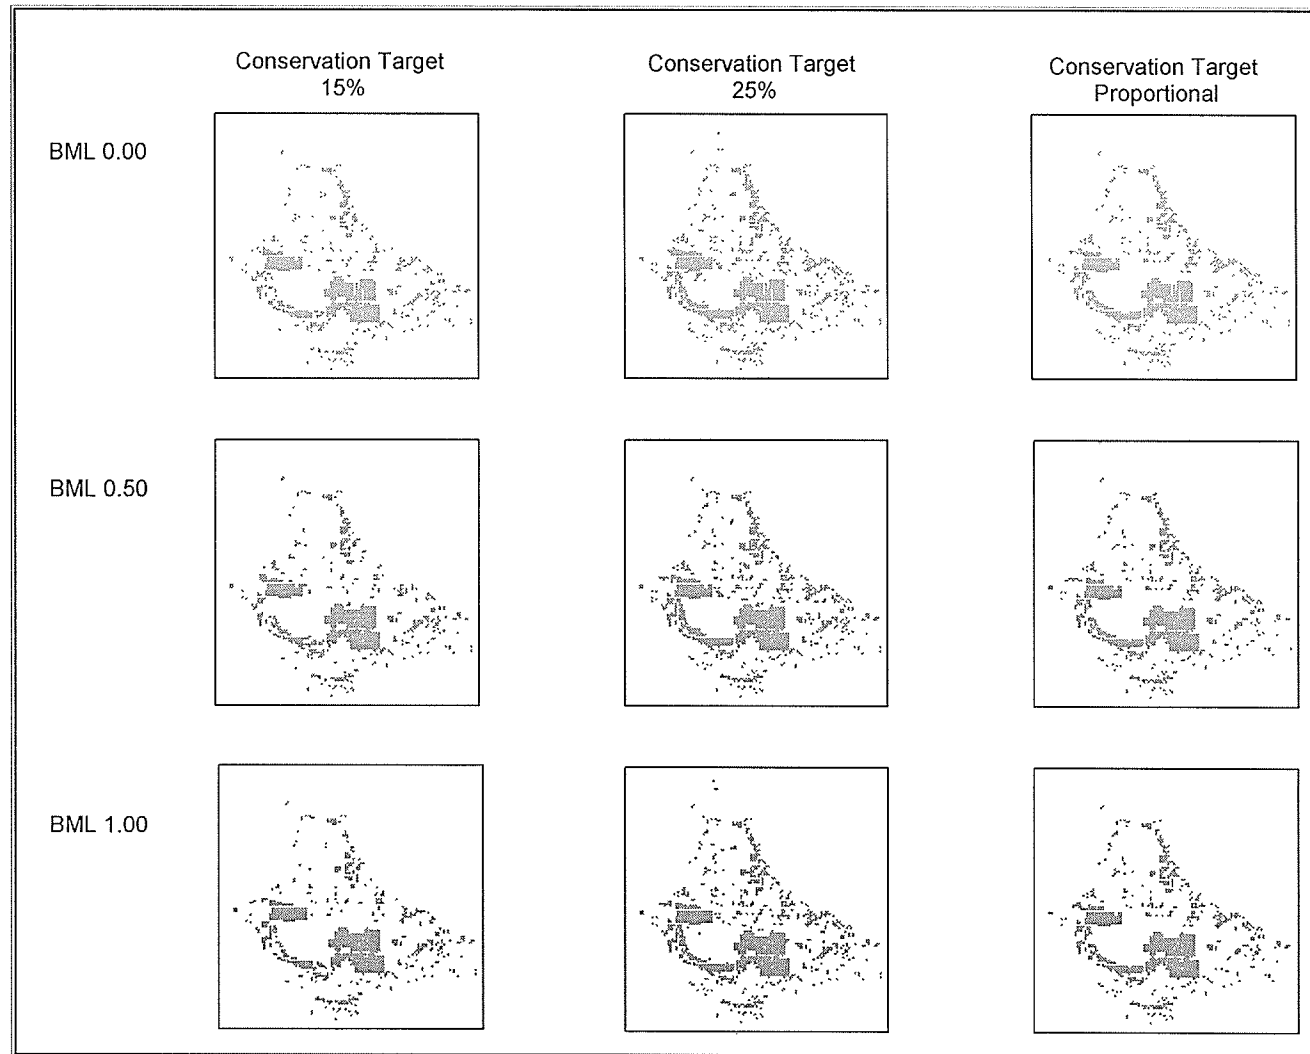 Conservation Target
15%
Conservation Target
25%
Conservation Target
Proportional
BML 0.00
BML 0.50
BML 1.00